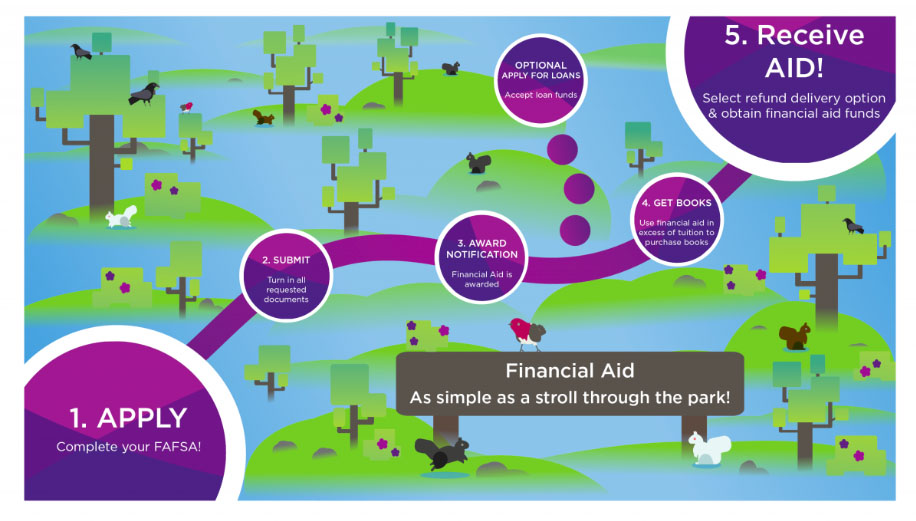 1. APPLY
Complete your FAFSA!
2. SUBMIT
Turn in all
requested
documents
3. AWARD
NOTIFICATION
Financial Aid is
awarded
OPTIONAL
APPLY FOR LOANS
Accept loan funds
4. GET BOOKS
Use financial aid in
excess of tuition to
purchase books
5. Receive
AID!
Select refund delivery option
& obtain financial aid funds
Financial Aid
As simple as a stroll through the park!